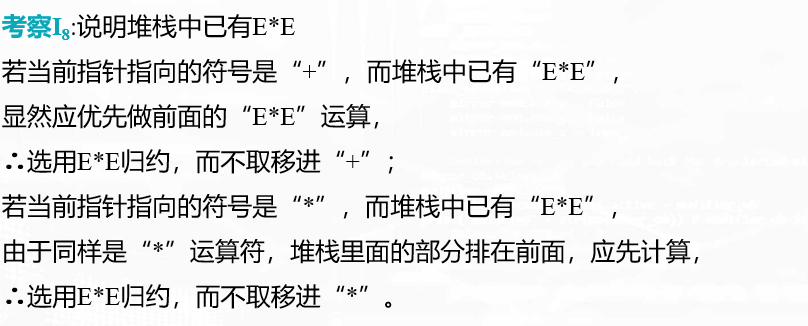 考察I₈:说明堆栈中已有E*E
若当前指针指向的符号是“+”，而堆栈中已有“E*E”，
显然应优先做前面的“E*E”运算，
∴选用E*E归约，而不取移进“+”；
若当前指针指向的符号是“*”，而堆栈中已有“E*E”，
由于同样是“*”运算符，堆栈里面的部分排在前面，应先计算，
∴选用E*E归约，而不取移进“*”。